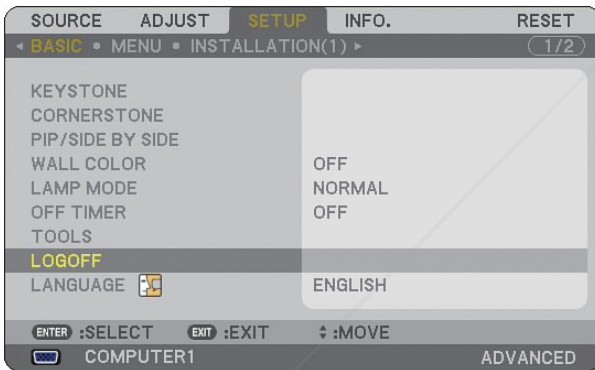 SOURCE ADJUST SETUP INFO. RESET
BASIC • MENU • INSTALLATION(1) 1/2
KEYSTONE
CORNERSTONE
PIP/SIDE BY SIDE
WALL COLOR OFF
LAMP MODE NORMAL
OFF TIMER OFF
TOOLS
LOGOFF
LANGUAGE ENGLISH
ENTER :SELECT EXIT :EXIT :MOVE
COMPUTER1 ADVANCED